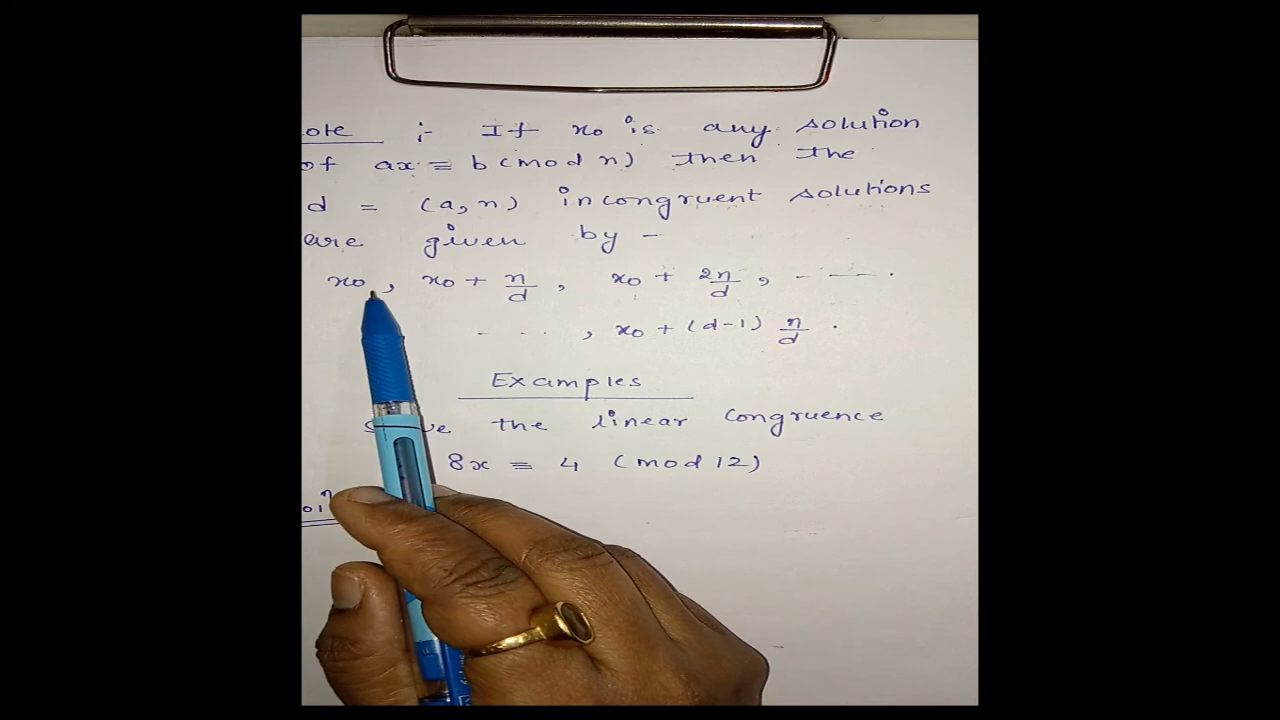 ote :- If x₀ is any solution
of ax ≡ b (mod n) then the
d = (a, n) incongruent solutions
are given by -
x₀, x₀ + n/d, x₀ + 2n/d, - --- .
- - . . . , x₀ + (d-1) n/d .
Examples
the linear congruence
8x ≡ 4 (mod 12)